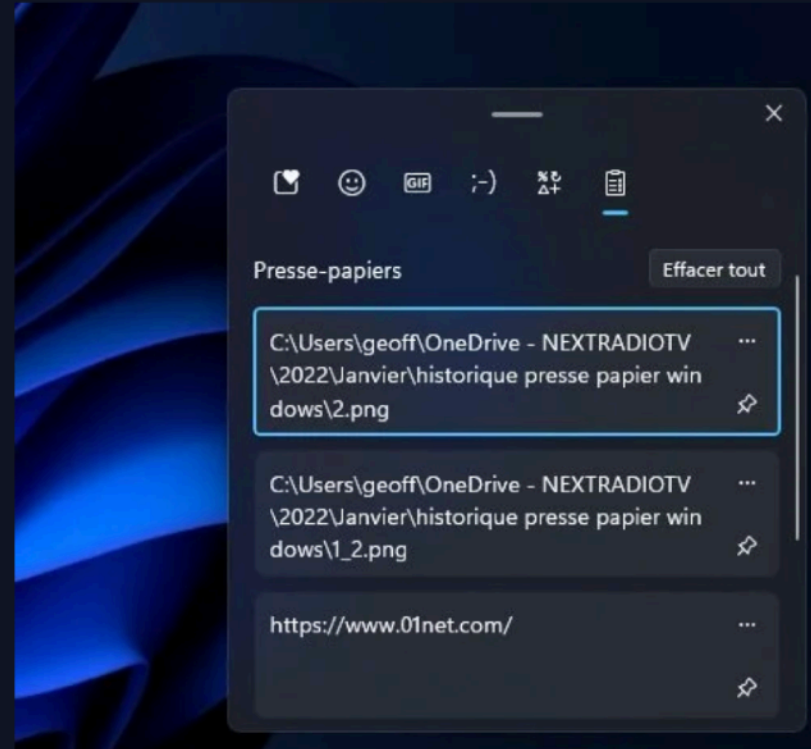 GIF
;-)
Presse-papiers
Effacer tout
C:\Users\geoff\OneDrive - NEXTRADIOTV
\2022\Janvier\historique presse papier win
dows\2.png
C:\Users\geoff\OneDrive - NEXTRADIOTV
\2022\Janvier\historique presse papier win
dows\1_2.png
https://www.01net.com/